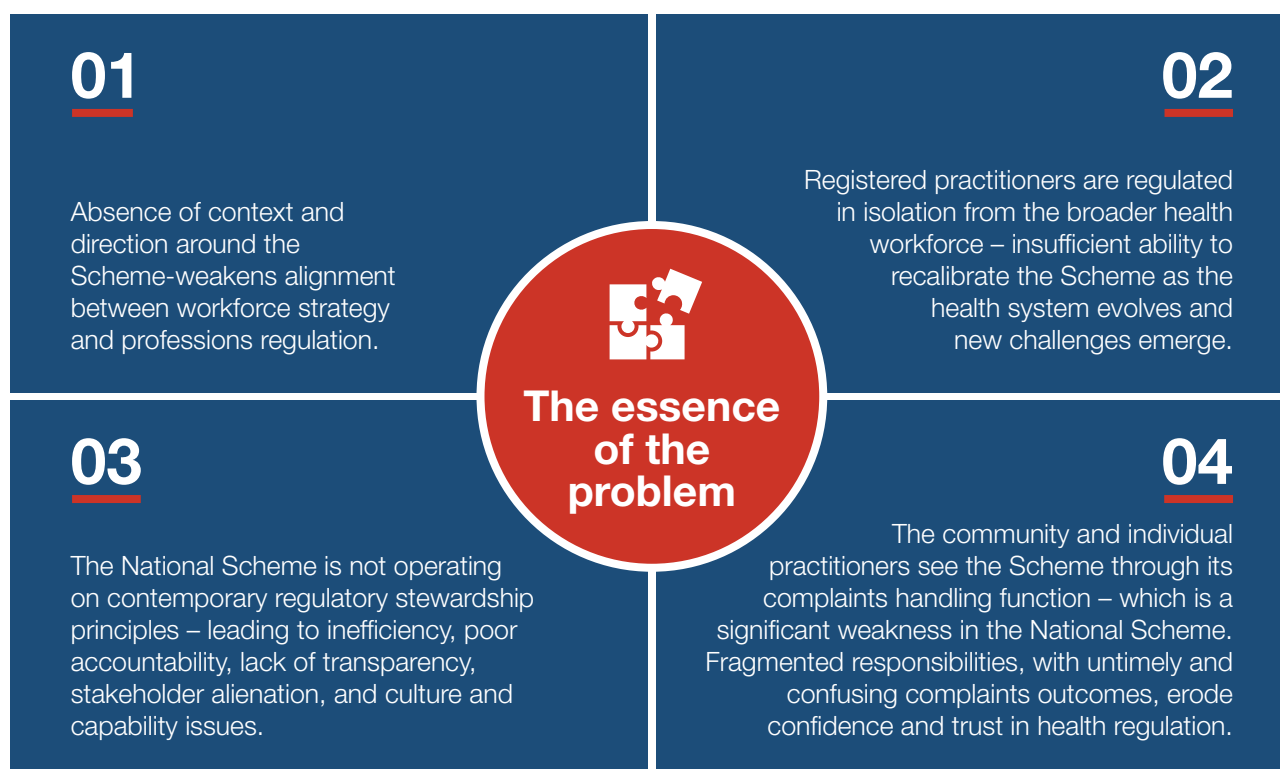 01
Absence of context and
direction around the
Scheme-weakens alignment
between workforce strategy
and professions regulation.
02
Registered practitioners are regulated
in isolation from the broader health
workforce – insufficient ability to
recalibrate the Scheme as the
health system evolves and
new challenges emerge.
The essence
of the
problem
03
The National Scheme is not operating
on contemporary regulatory stewardship
principles – leading to inefficiency, poor
accountability, lack of transparency,
stakeholder alienation, and culture and
capability issues.
04
The community and individual
practitioners see the Scheme through its
complaints handling function – which is a
significant weakness in the National Scheme.
Fragmented responsibilities, with untimely and
confusing complaints outcomes, erode
confidence and trust in health regulation.